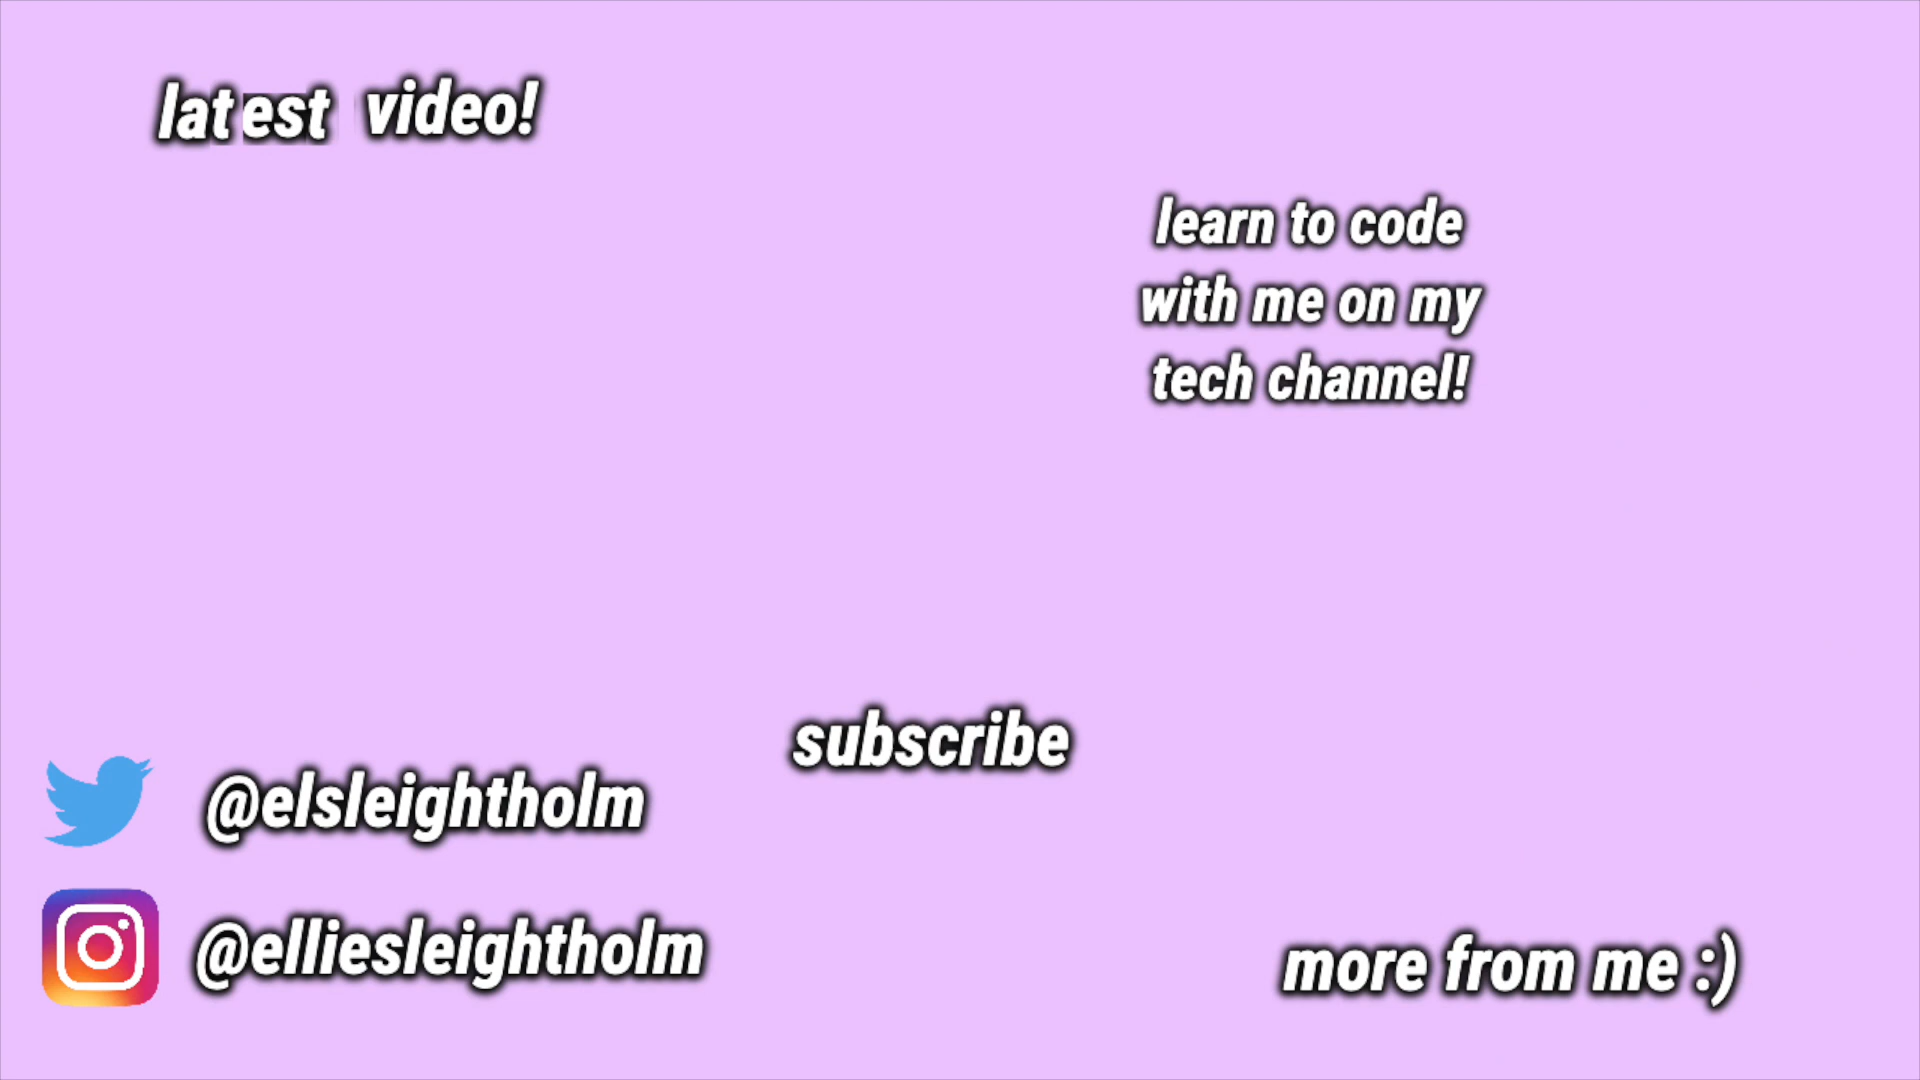 latest video!
learn to code
with me on my
tech channel!
subscribe
@elsleightholm
@elliesleightholm
more from me :)